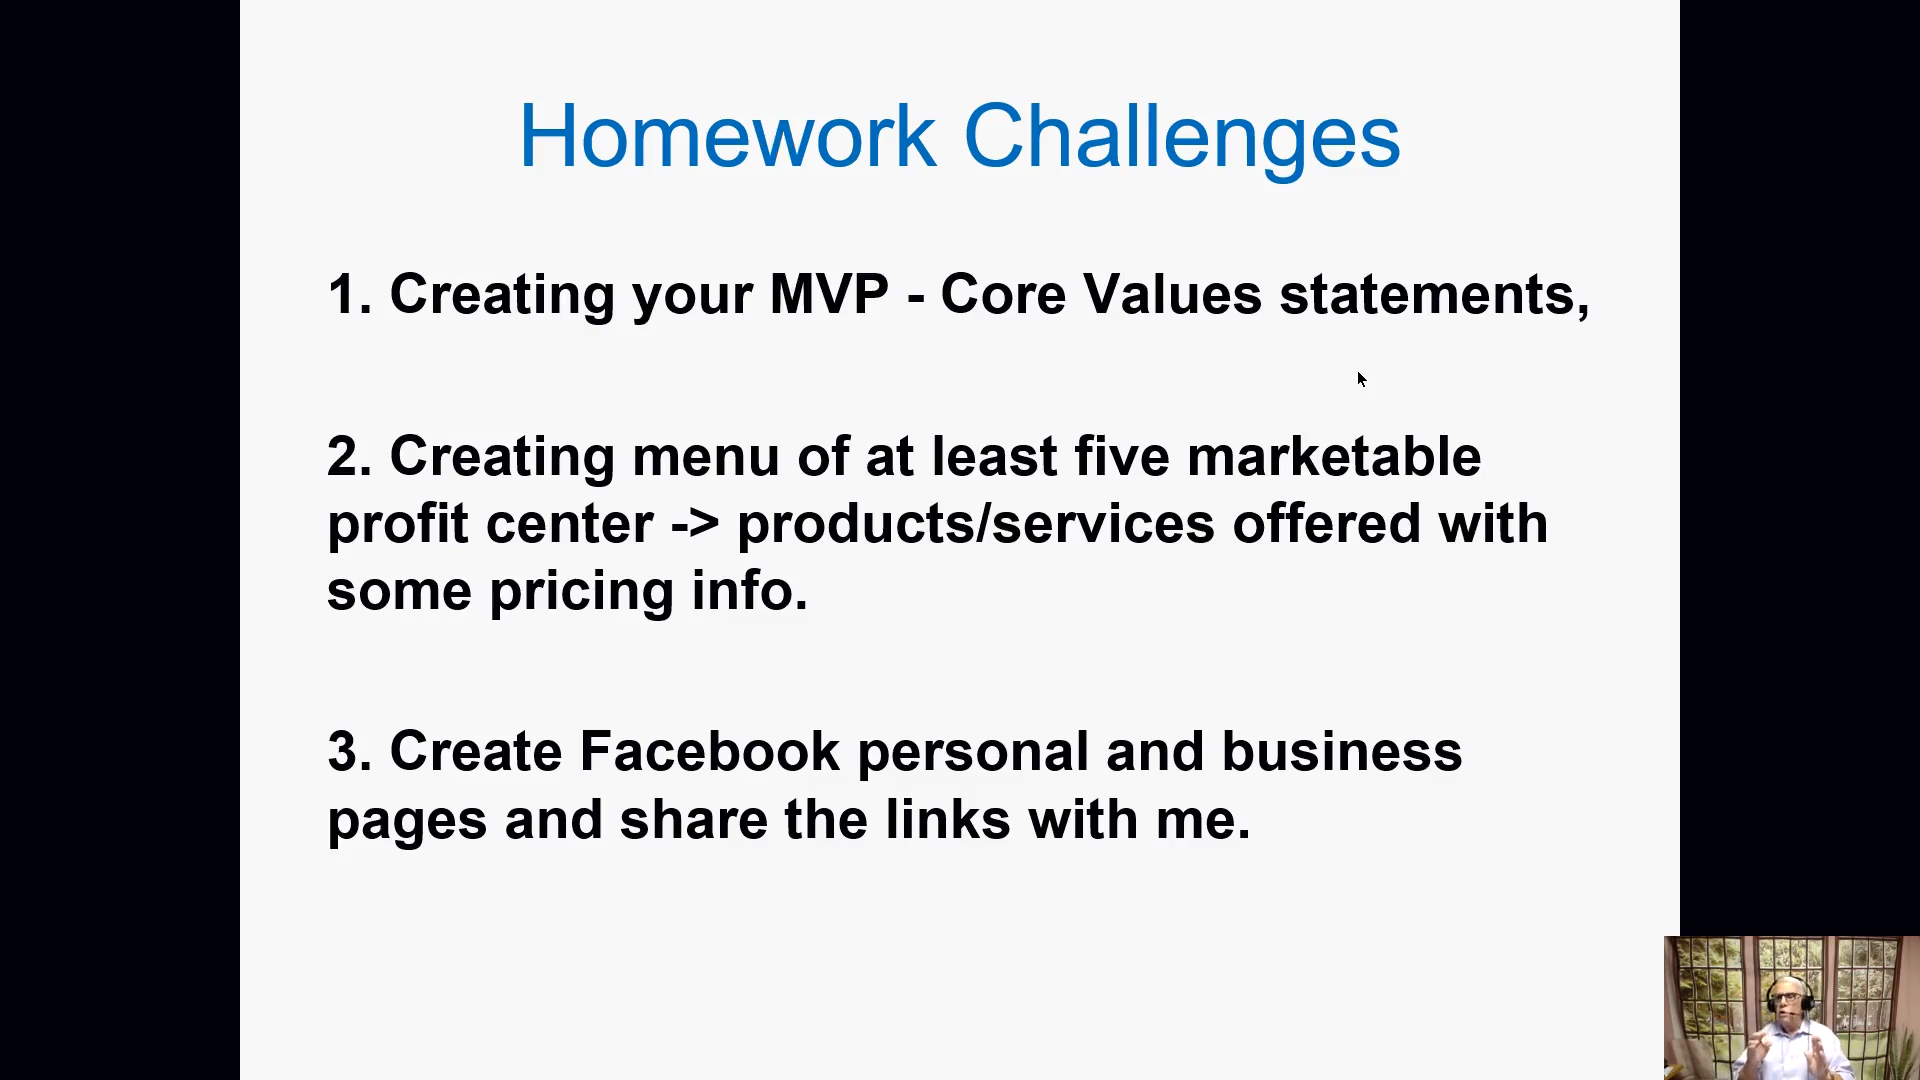 Homework Challenges
1. Creating your MVP - Core Values statements,
2. Creating menu of at least five marketable
profit center -> products/services offered with
some pricing info.
3. Create Facebook personal and business
pages and share the links with me.